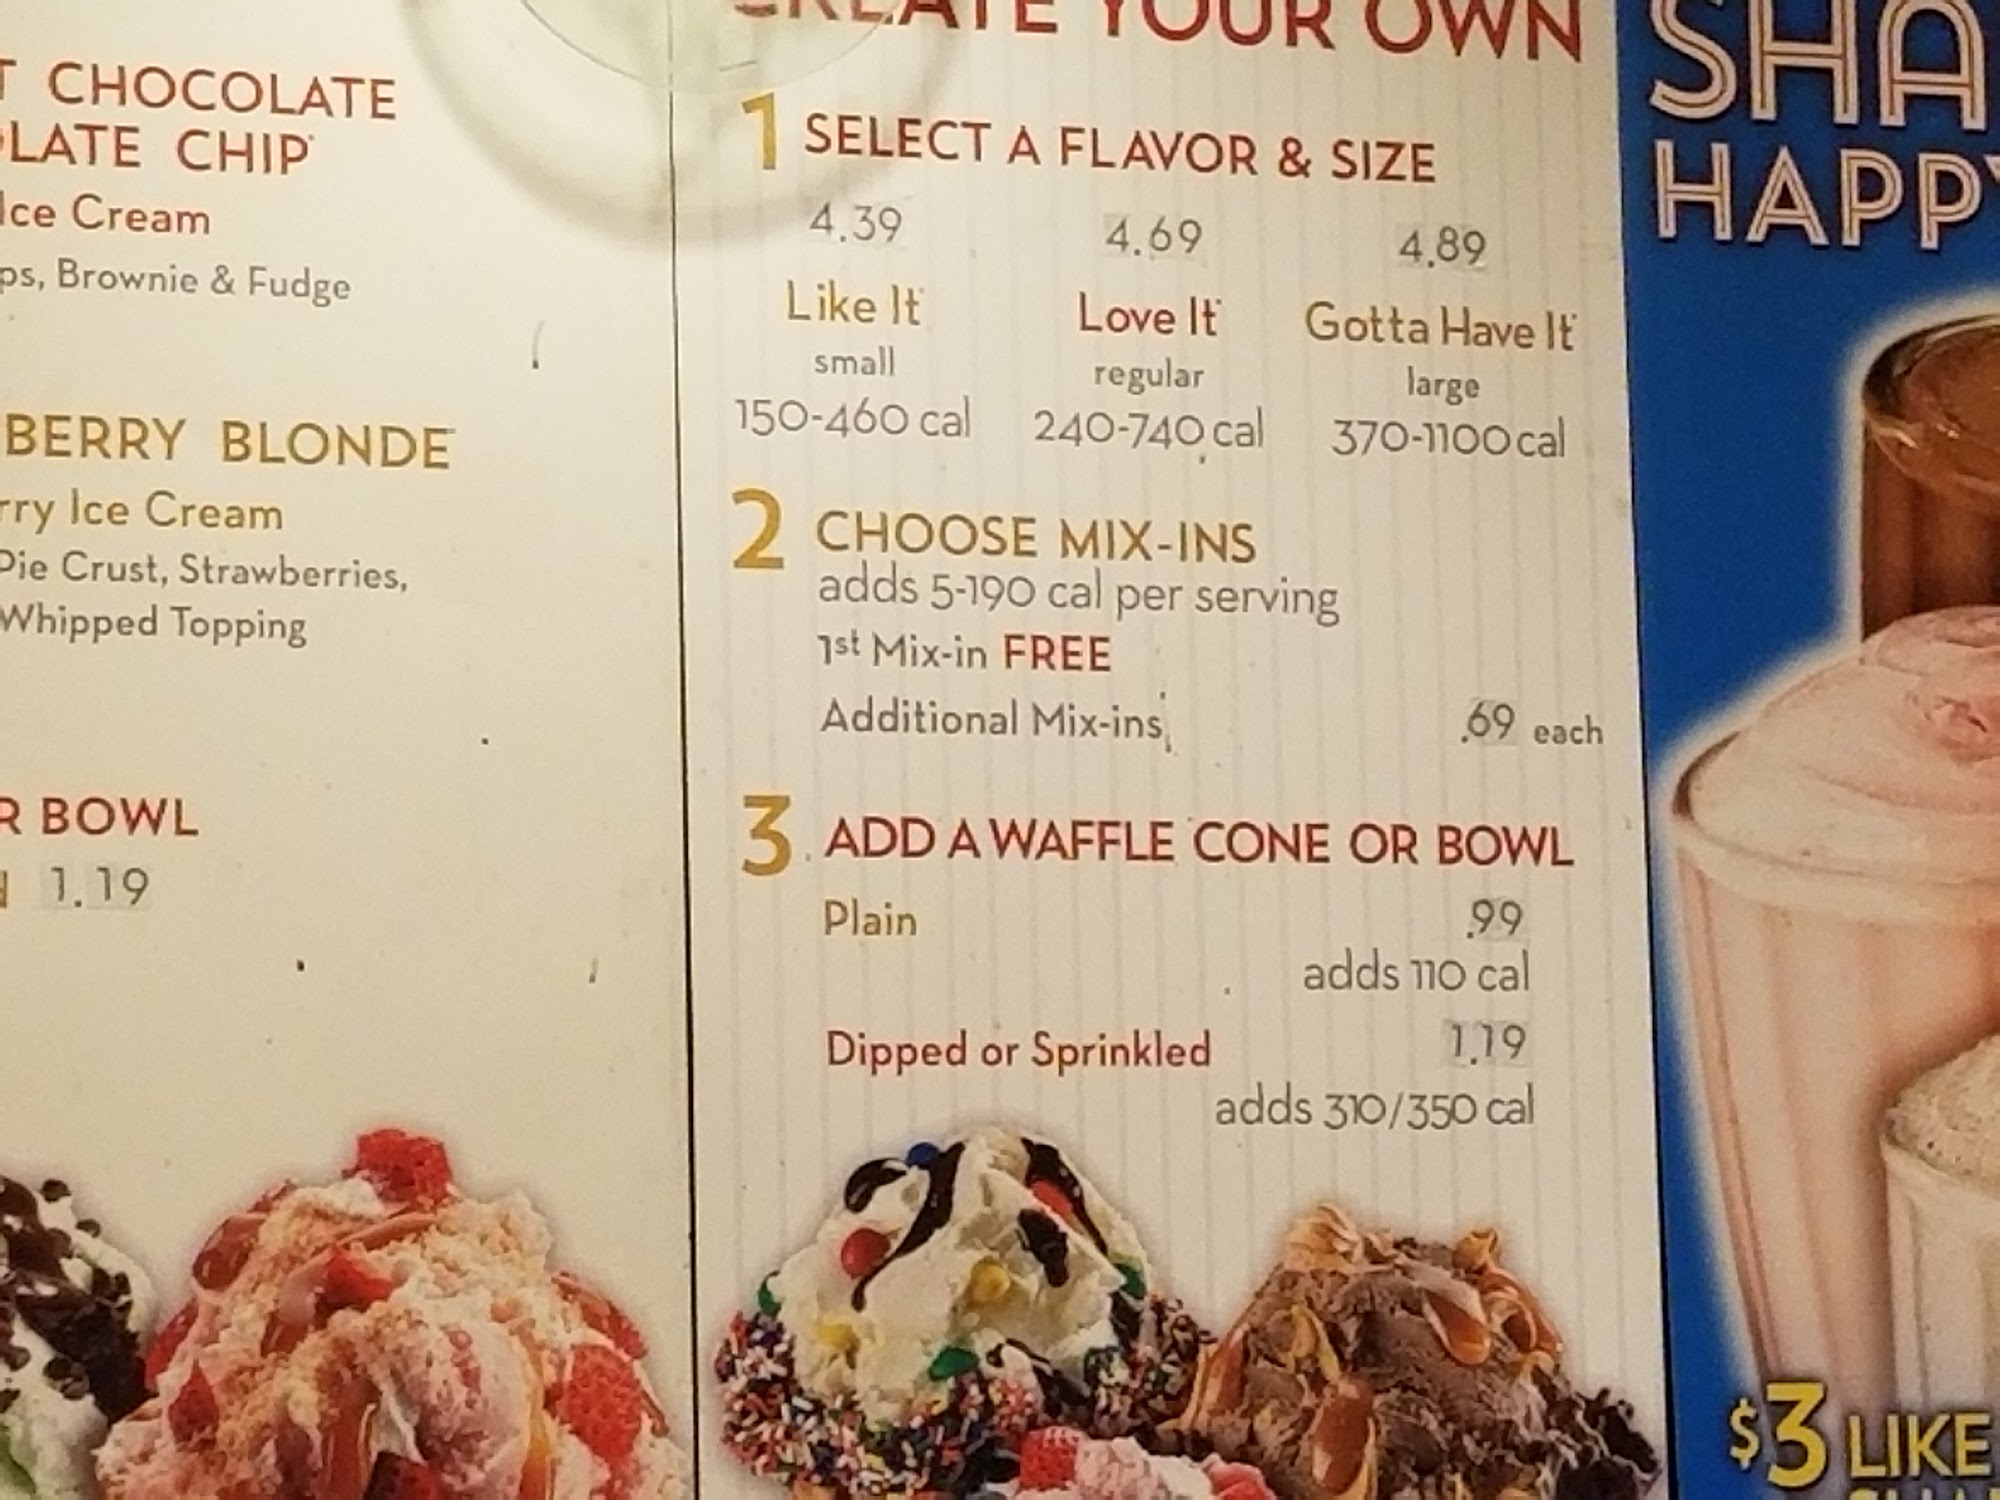 T CHOCOLATE
LATE CHIP
Ice Cream
ps, Brownie & Fudge
BERRY BLONDE
rry Ice Cream
Pie Crust, Strawberries,
Whipped Topping
R BOWL
1.19
CREATE YOUR OWN
1 SELECT A FLAVOR & SIZE
4.39 4.69 4.89
Like It Love It Gotta Have It
small regular large
150-460 cal 240-740 cal 370-1100 cal
2 CHOOSE MIX-INS
adds 5-190 cal per serving
1st Mix-in FREE
Additional Mix-ins .69 each
3 ADD A WAFFLE CONE OR BOWL
Plain .99
adds 110 cal
Dipped or Sprinkled 1.19
adds 310/350 cal
SHA
HAPPY
$3 LIKE